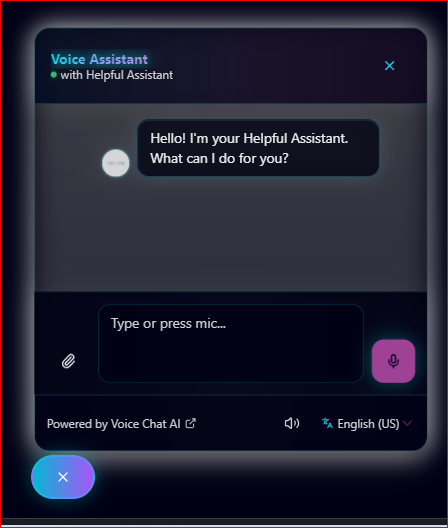 Voice Assistant
with Helpful Assistant
Hello! I'm your Helpful Assistant.
What can I do for you?
Type or press mic...
Powered by Voice Chat AI
English (US)